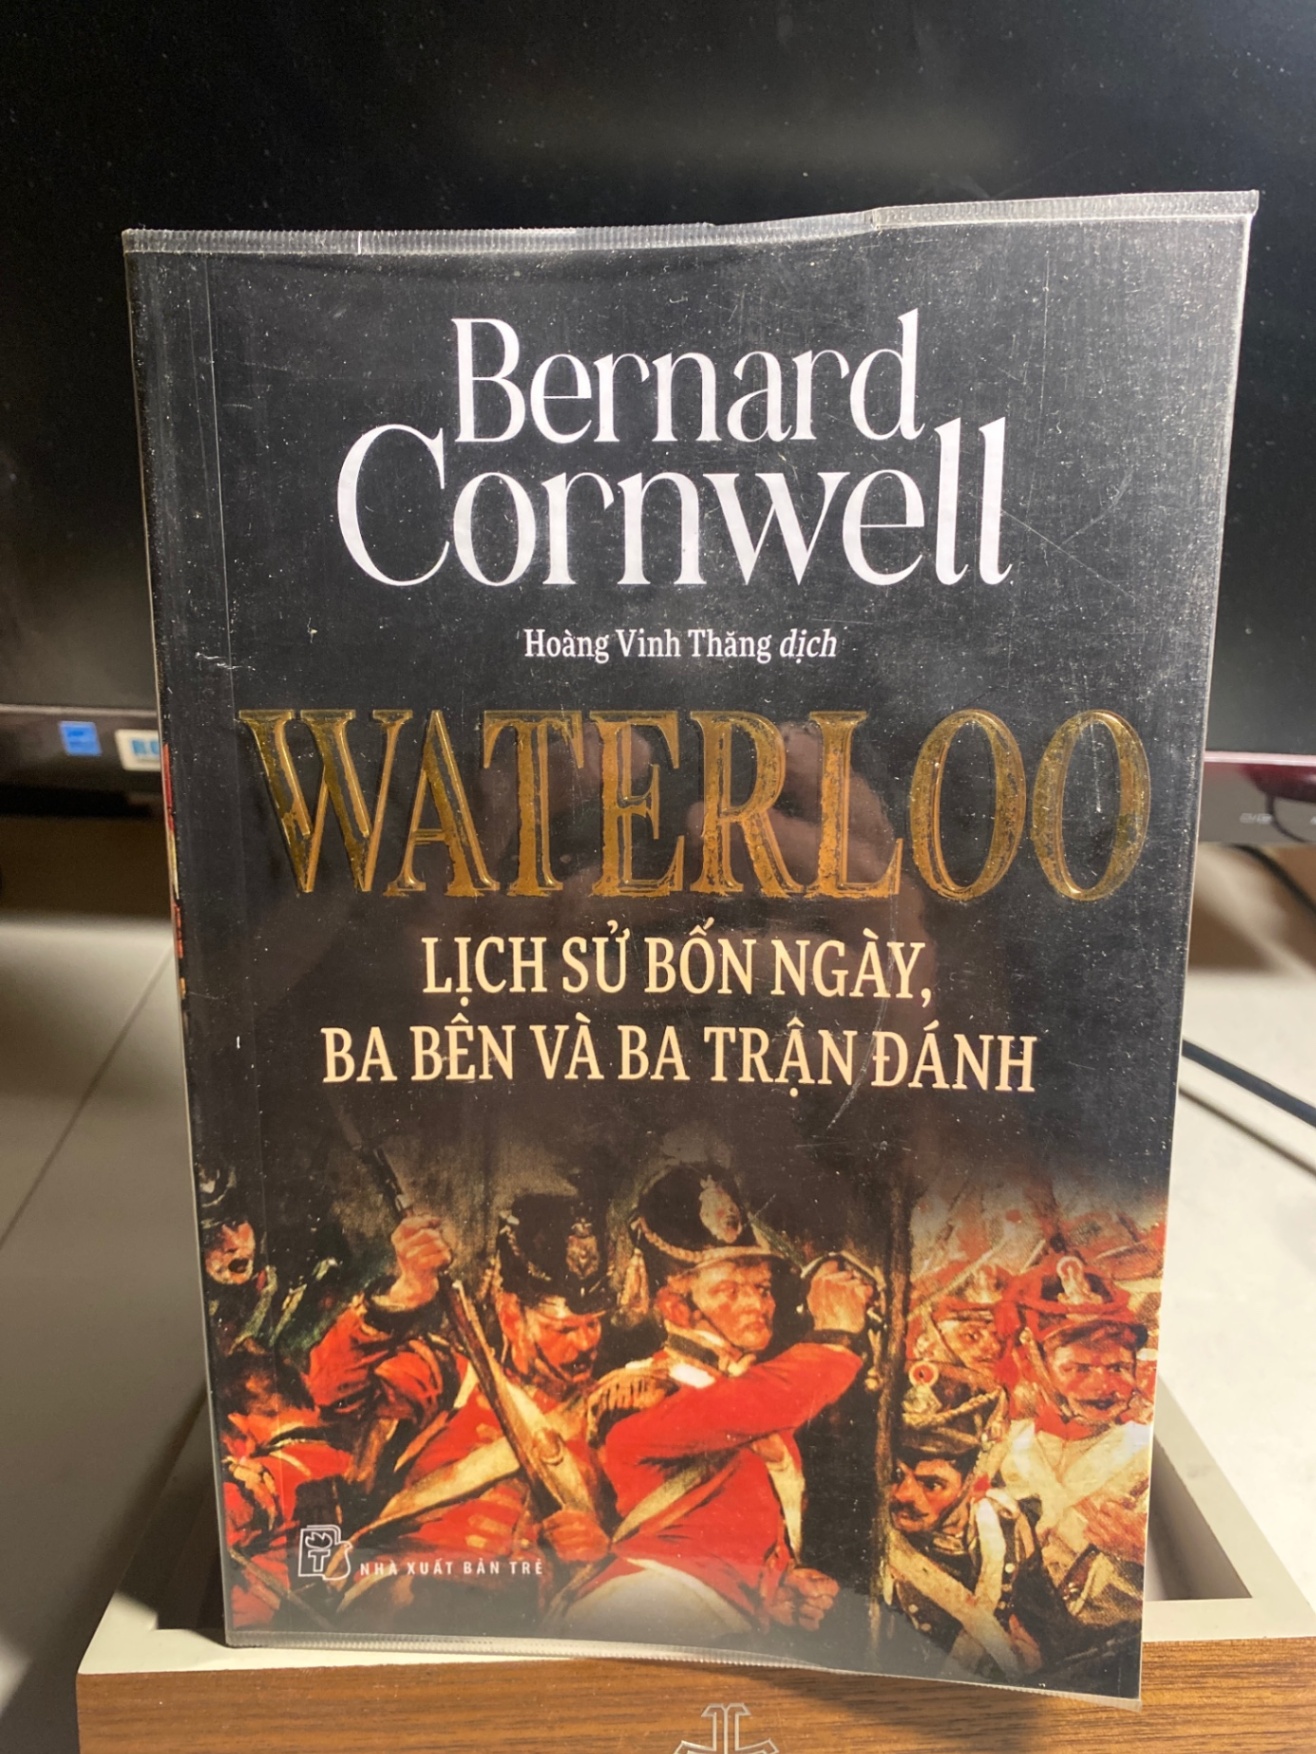 Bernard
Cornwell
Hoàng Vinh Thăng dịch
WATERLOO
LỊCH SỬ BỐN NGÀY,
BA BÊN VÀ BA TRẬN ĐÁNH
T
NHÀ XUẤT BẢN TRẺ